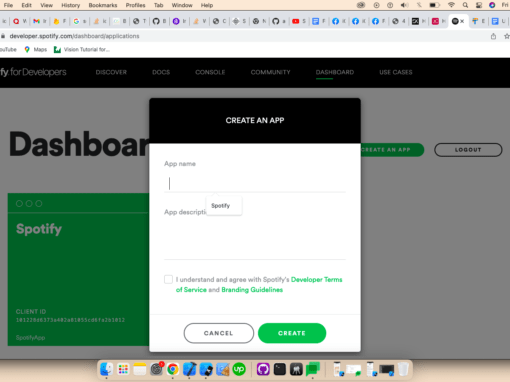 File Edit View History Bookmarks Profiles Tab Window Help Fri
developer.spotify.com/dashboard/applications
YouTube Maps Vision Tutorial for...
fy for Developers DISCOVER DOCS CONSOLE COMMUNITY DASHBOARD USE CASES
Dashboar
CREATE AN APP LOGOUT
CREATE AN APP
App name
Spotify
App descripti
I understand and agree with Spotify's Developer Terms
of Service and Branding Guidelines
CANCEL CREATE
Spotify
CLIENT ID
SpotifyApp